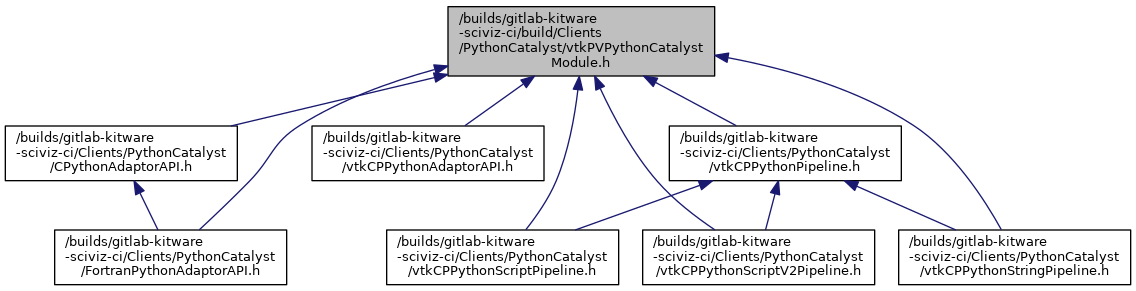 /builds/gitlab-kitware
-sciviz-ci/build/Clients
/PythonCatalyst/vtkPVPythonCatalyst
Module.h
/builds/gitlab-kitware
-sciviz-ci/Clients/PythonCatalyst
/CPythonAdaptorAPI.h
/builds/gitlab-kitware
-sciviz-ci/Clients/PythonCatalyst
/vtkCPPythonAdaptorAPI.h
/builds/gitlab-kitware
-sciviz-ci/Clients/PythonCatalyst
/vtkCPPythonPipeline.h
/builds/gitlab-kitware
-sciviz-ci/Clients/PythonCatalyst
/FortranPythonAdaptorAPI.h
/builds/gitlab-kitware
-sciviz-ci/Clients/PythonCatalyst
/vtkCPPythonScriptPipeline.h
/builds/gitlab-kitware
-sciviz-ci/Clients/PythonCatalyst
/vtkCPPythonScriptV2Pipeline.h
/builds/gitlab-kitware
-sciviz-ci/Clients/PythonCatalyst
/vtkCPPythonStringPipeline.h